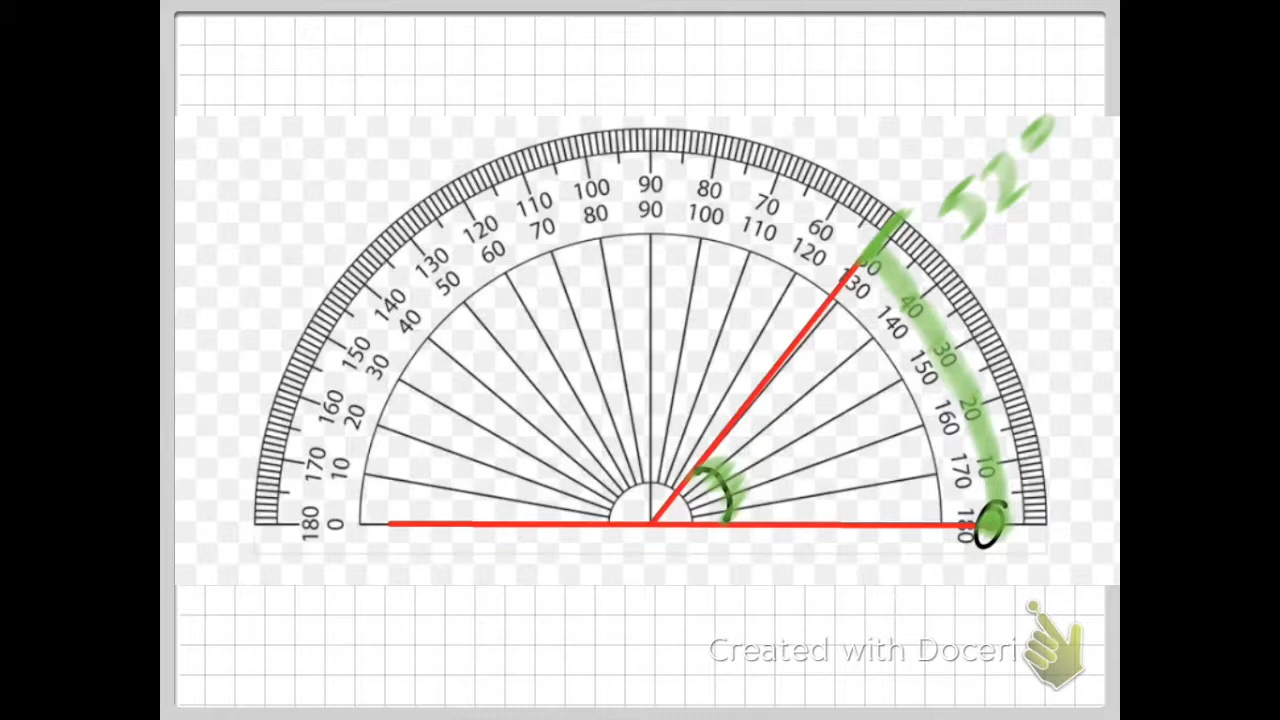 52°
100 90 80
110 80 90 100 70
120 70 110 60
130 60 120 50
140 50 130 40
150 40 140 30
160 30 150 20
170 20 160 10
180 10 170 0
0 180
Created with Doceri